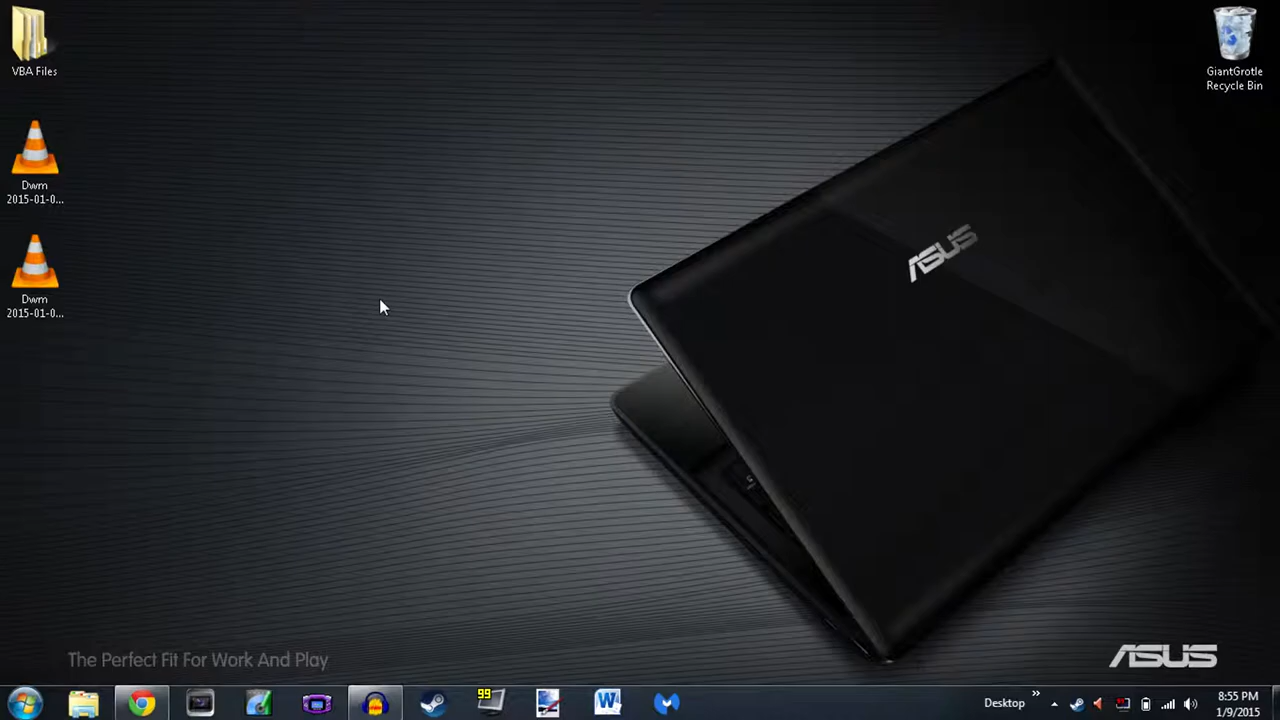 VBA Files
GiantGrotle
Recycle Bin
Dwm
2015-01-0...
Dwm
2015-01-0...
ASUS
The Perfect Fit For Work And Play
ASUS
99
W
Desktop
»
8:55 PM
1/9/2015